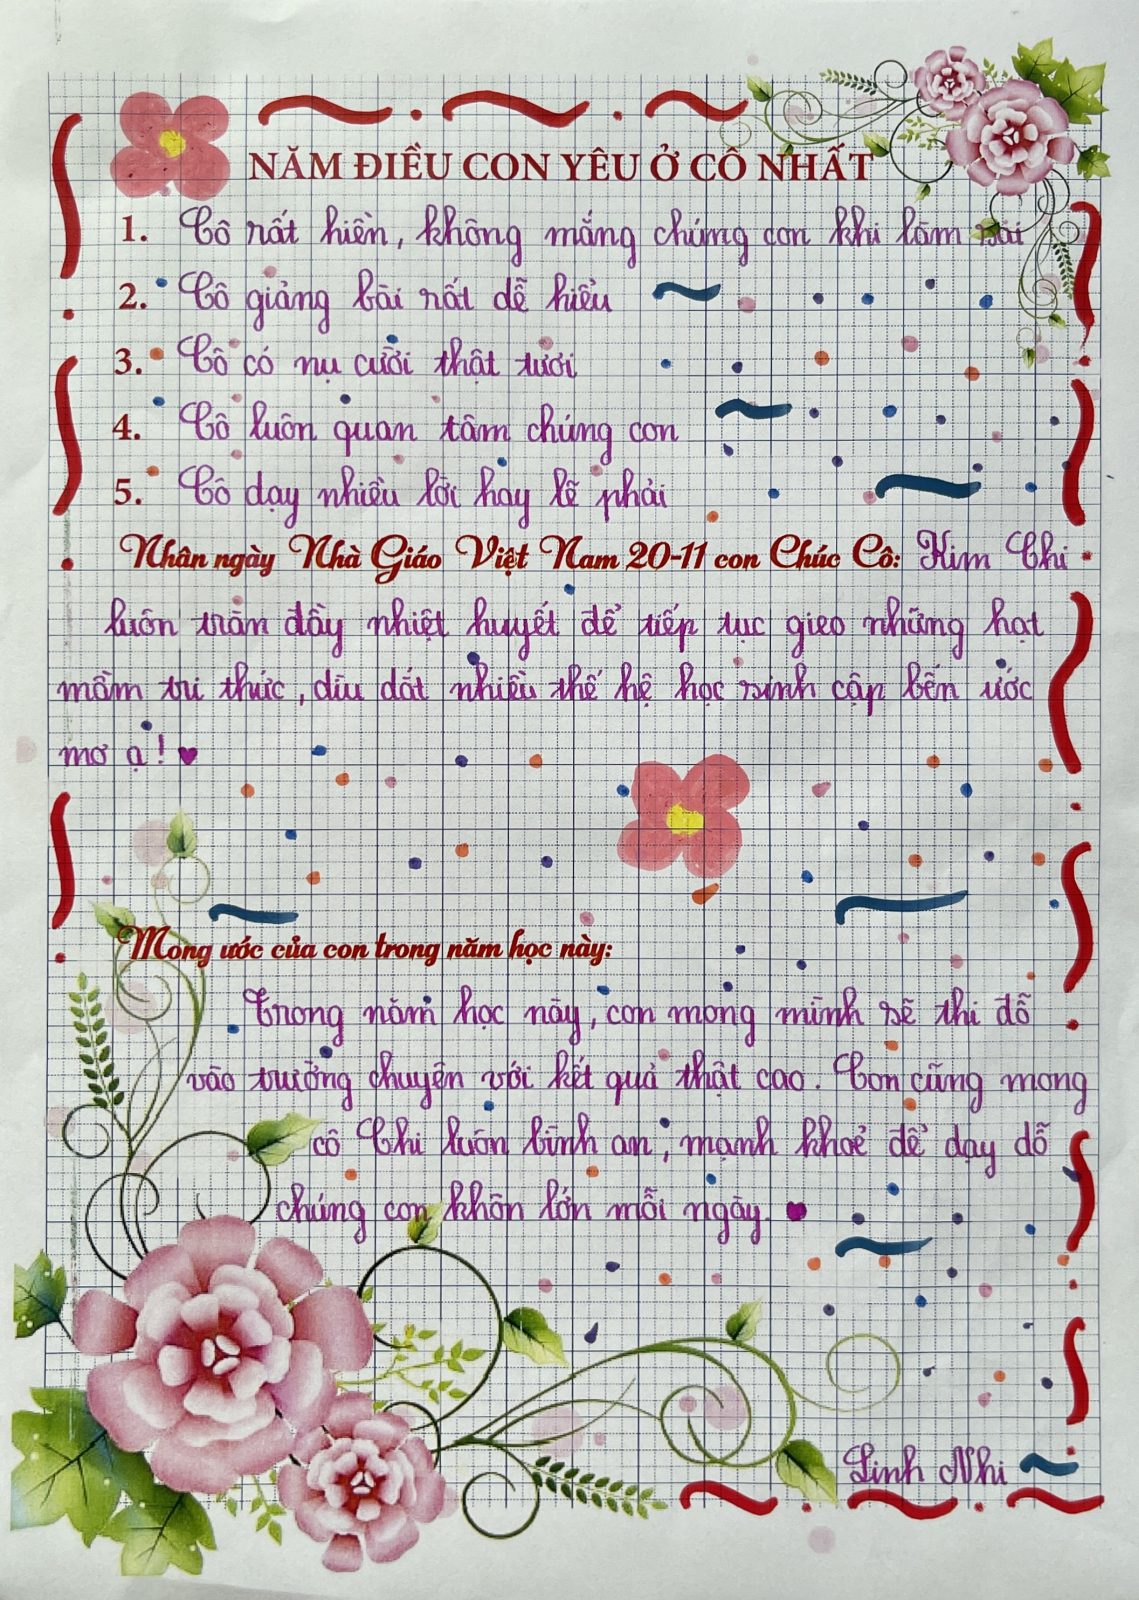 NĂM ĐIỀU CON YÊU Ở CÔ NHẤT
1. Cô rất hiền, không mắng chúng con khi làm sai
2. Cô giảng bài rất dễ hiểu
3. Cô có nụ cười thật tươi
4. Cô luôn quan tâm chúng con
5. Cô dạy nhiều lời hay lẽ phải
Nhân ngày Nhà Giáo Việt Nam 20-11 con Chúc Cô: Kim Chi
luôn tràn đầy nhiệt huyết để tiếp tục gieo những hạt
mầm tri thức, dìu dắt nhiều thế hệ học sinh cập bến ước
mơ ạ! ♥
Mong ước của con trong năm học này:
Trong năm học này, con mong mình sẽ thi đỗ
vào trường chuyên với kết quả thật cao. Con cũng mong
cô Chi luôn bình an, mạnh khoẻ để dạy dỗ
chúng con khôn lớn mỗi ngày ♥
Linh Nhi